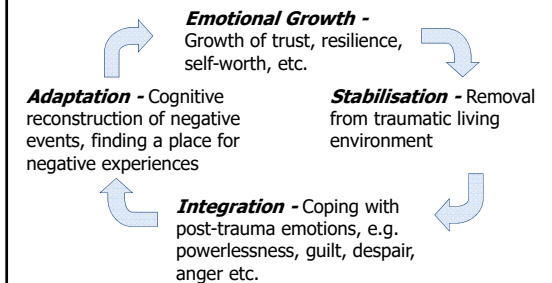 Emotional Growth -
Growth of trust, resilience,
self-worth, etc.
Stabilisation - Removal
from traumatic living
environment
Integration - Coping with
post-trauma emotions, e.g.
powerlessness, guilt, despair,
anger etc.
Adaptation - Cognitive
reconstruction of negative
events, finding a place for
negative experiences